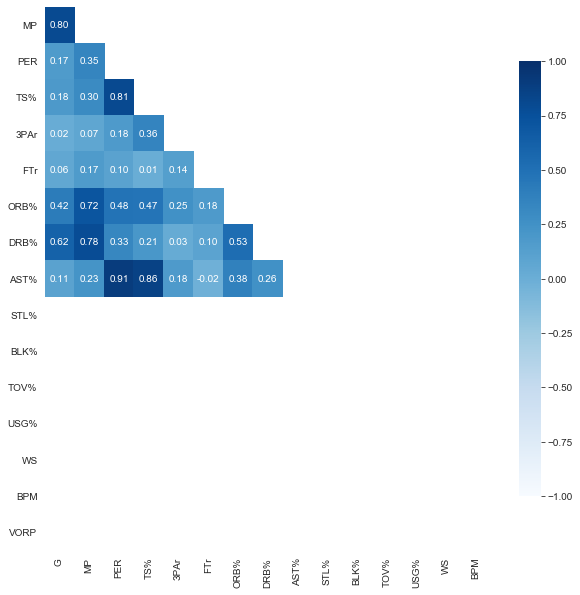 MP 0.80
PER 0.17 0.35
TS% 0.18 0.30 0.81
3PAr 0.02 0.07 0.18 0.36
FTr 0.06 0.17 0.10 0.01 0.14
ORB% 0.42 0.72 0.48 0.47 0.25 0.18
DRB% 0.62 0.78 0.33 0.21 0.03 0.10 0.53
AST% 0.11 0.23 0.91 0.86 0.18 -0.02 0.38 0.26
STL%
BLK%
TOV%
USG%
WS
BPM
VORP
G MP PER TS% 3PAr FTr ORB% DRB% AST% STL% BLK% TOV% USG% WS BPM
1.00
0.75
0.50
0.25
0.00
−0.25
−0.50
−0.75
−1.00